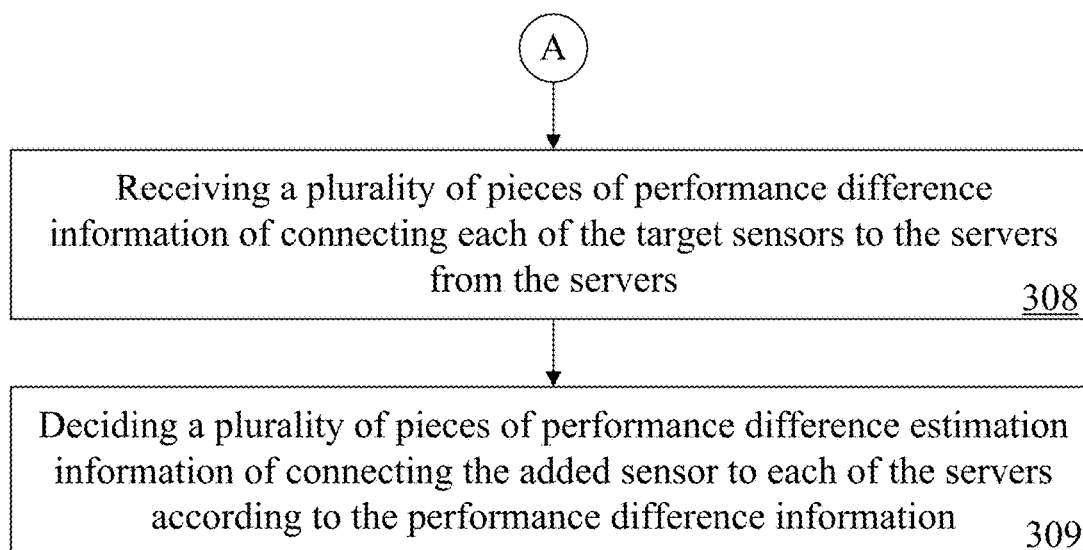 A
Receiving a plurality of pieces of performance difference
information of connecting each of the target sensors to the servers
from the servers
308
Deciding a plurality of pieces of performance difference estimation
information of connecting the added sensor to each of the servers
according to the performance difference information
309